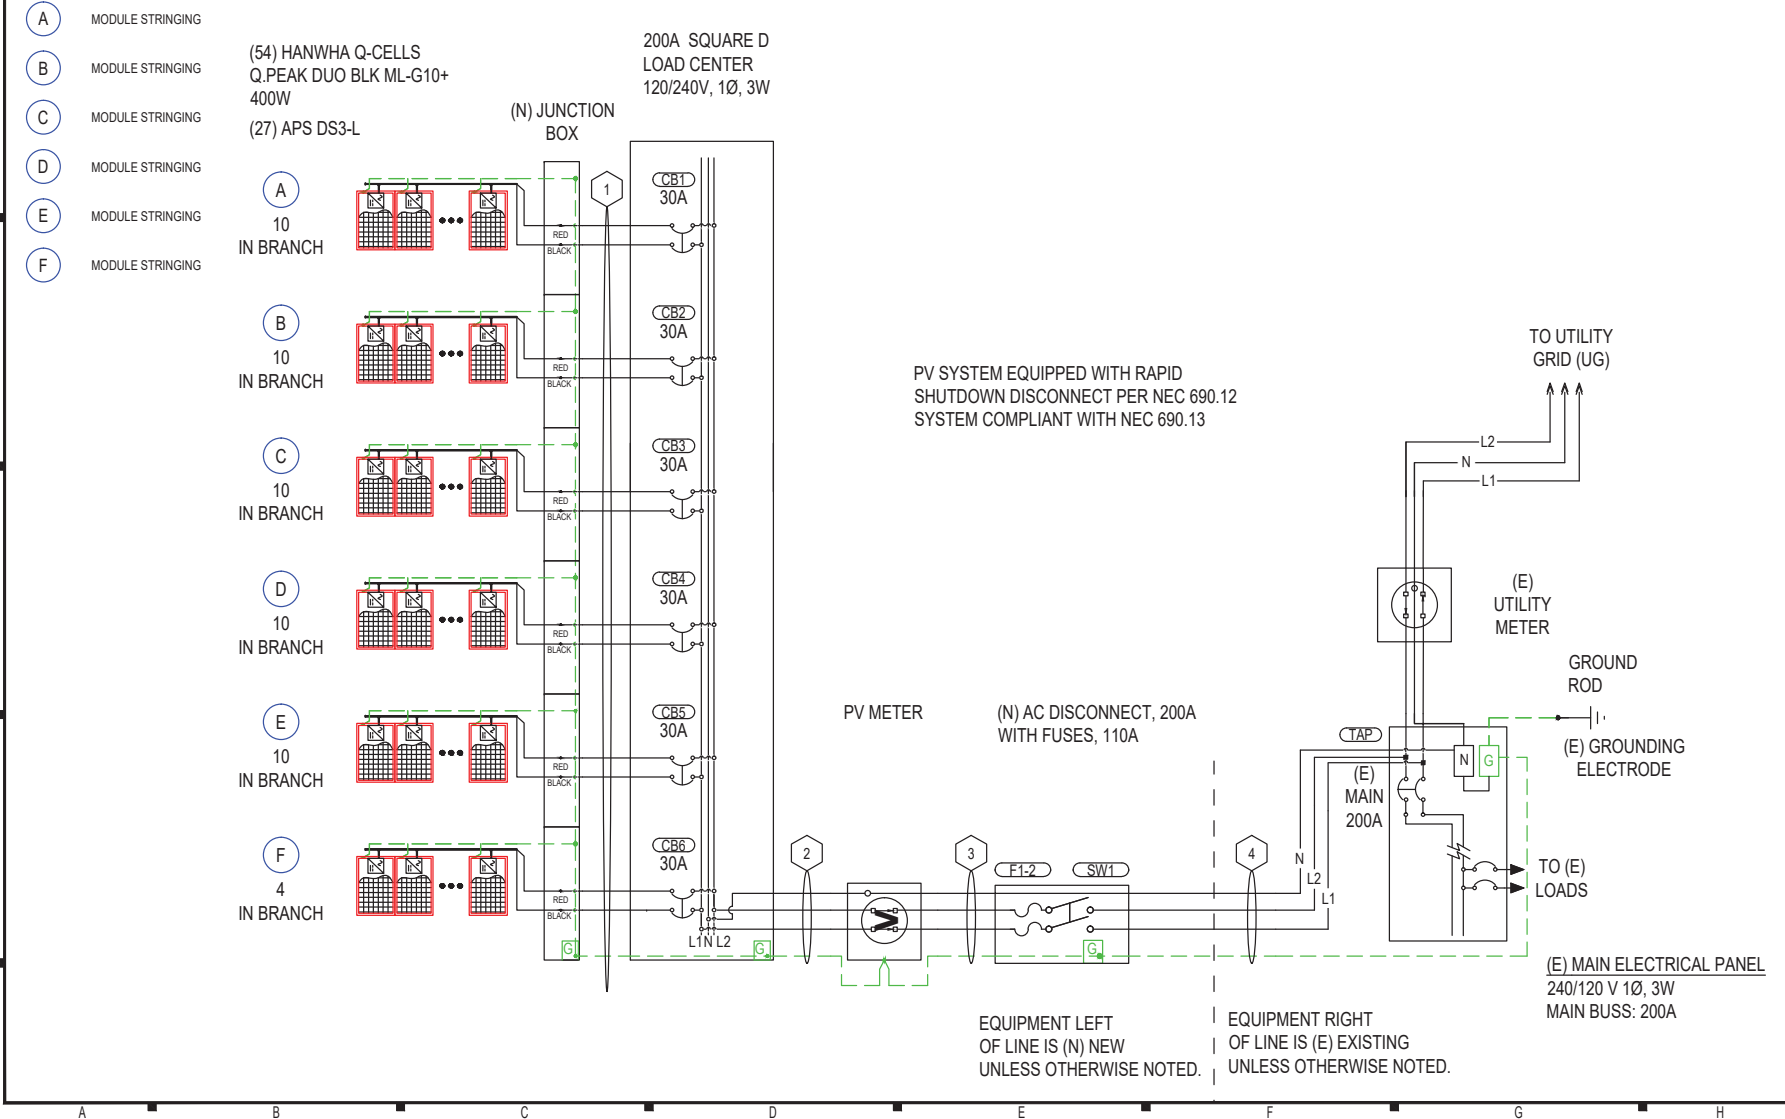 A MODULE STRINGING
B MODULE STRINGING
C MODULE STRINGING
D MODULE STRINGING
E MODULE STRINGING
F MODULE STRINGING
(54) HANWHA Q-CELLS
Q.PEAK DUO BLK ML-G10+
400W
(27) APS DS3-L
(N) JUNCTION
BOX
200A SQUARE D
LOAD CENTER
120/240V, 1Ø, 3W
A
10
IN BRANCH
RED
BLACK
1
CB1
30A
B
10
IN BRANCH
RED
BLACK
CB2
30A
C
10
IN BRANCH
RED
BLACK
CB3
30A
D
10
IN BRANCH
RED
BLACK
CB4
30A
E
10
IN BRANCH
RED
BLACK
CB5
30A
F
4
IN BRANCH
RED
BLACK
CB6
30A
L1 N L2
G
G
PV SYSTEM EQUIPPED WITH RAPID
SHUTDOWN DISCONNECT PER NEC 690.12
SYSTEM COMPLIANT WITH NEC 690.13
PV METER
(N) AC DISCONNECT, 200A
WITH FUSES, 110A
2
3
F1-2
SW1
G
4
N
L2
L1
TO UTILITY
GRID (UG)
L2
N
L1
(E)
UTILITY
METER
GROUND
ROD
(E) GROUNDING
ELECTRODE
TAP
N
G
(E)
MAIN
200A
TO (E)
LOADS
(E) MAIN ELECTRICAL PANEL
240/120 V 1Ø, 3W
MAIN BUSS: 200A
EQUIPMENT LEFT
OF LINE IS (N) NEW
UNLESS OTHERWISE NOTED.
EQUIPMENT RIGHT
OF LINE IS (E) EXISTING
UNLESS OTHERWISE NOTED.
A B C D E F G H